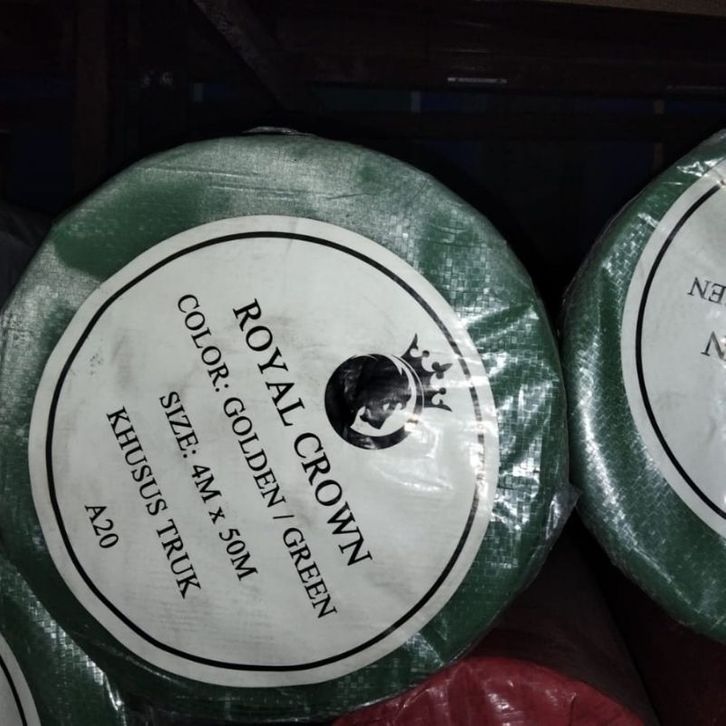 ROYAL CROWN
COLOR: GOLDEN / GREEN
SIZE: 4M x 50M
KHUSUS TRUK
A20